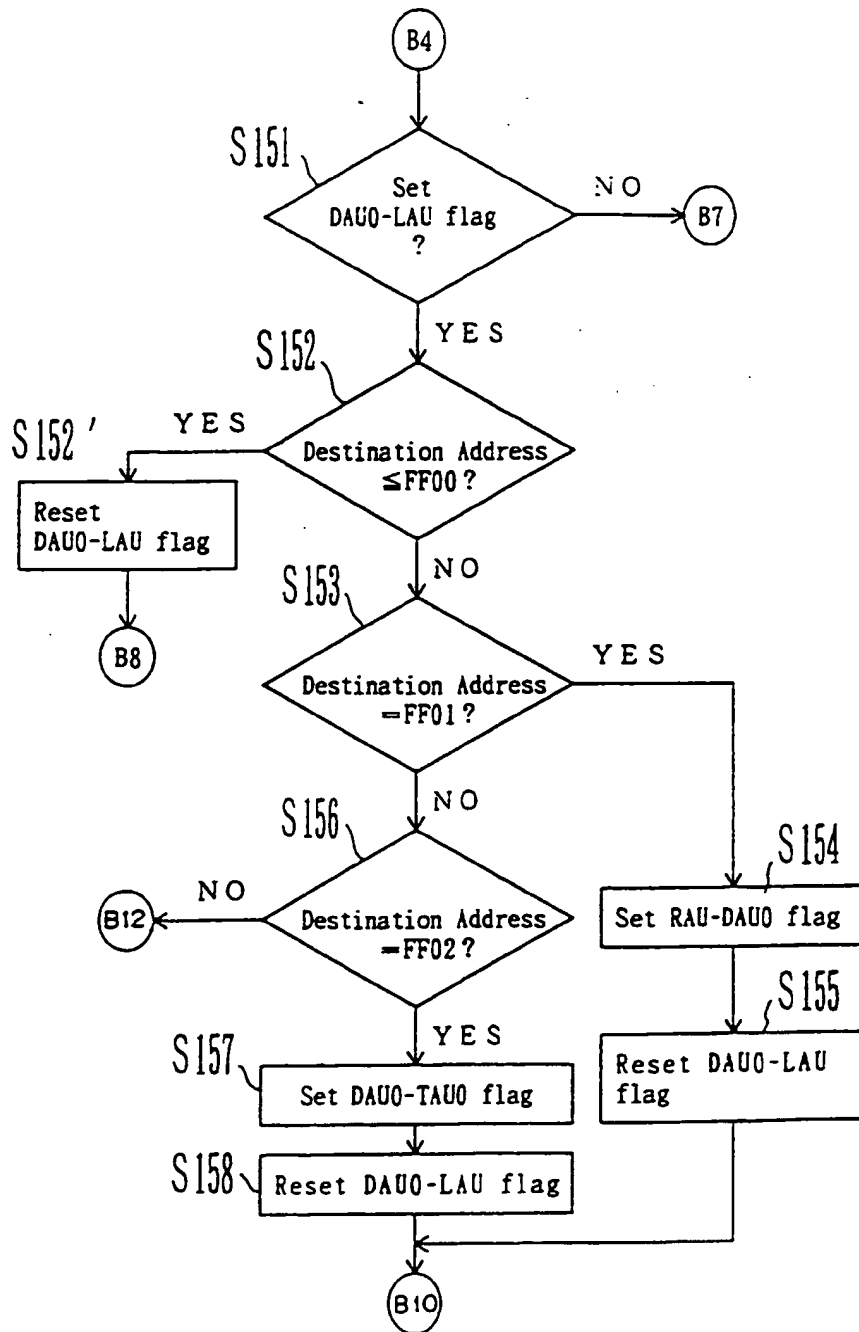 B4
S151
Set
DAU0-LAU flag
?
NO
B7
YES
S152
YES
S152'
Destination Address
≦FF00?
Reset
DAU0-LAU flag
NO
S153
B8
YES
Destination Address
=FF01?
NO
S156
S154
NO
B12
Destination Address
=FF02?
Set RAU-DAU0 flag
S155
YES
S157
Reset DAU0-LAU
flag
Set DAU0-TAU0 flag
S158
Reset DAU0-LAU flag
B10